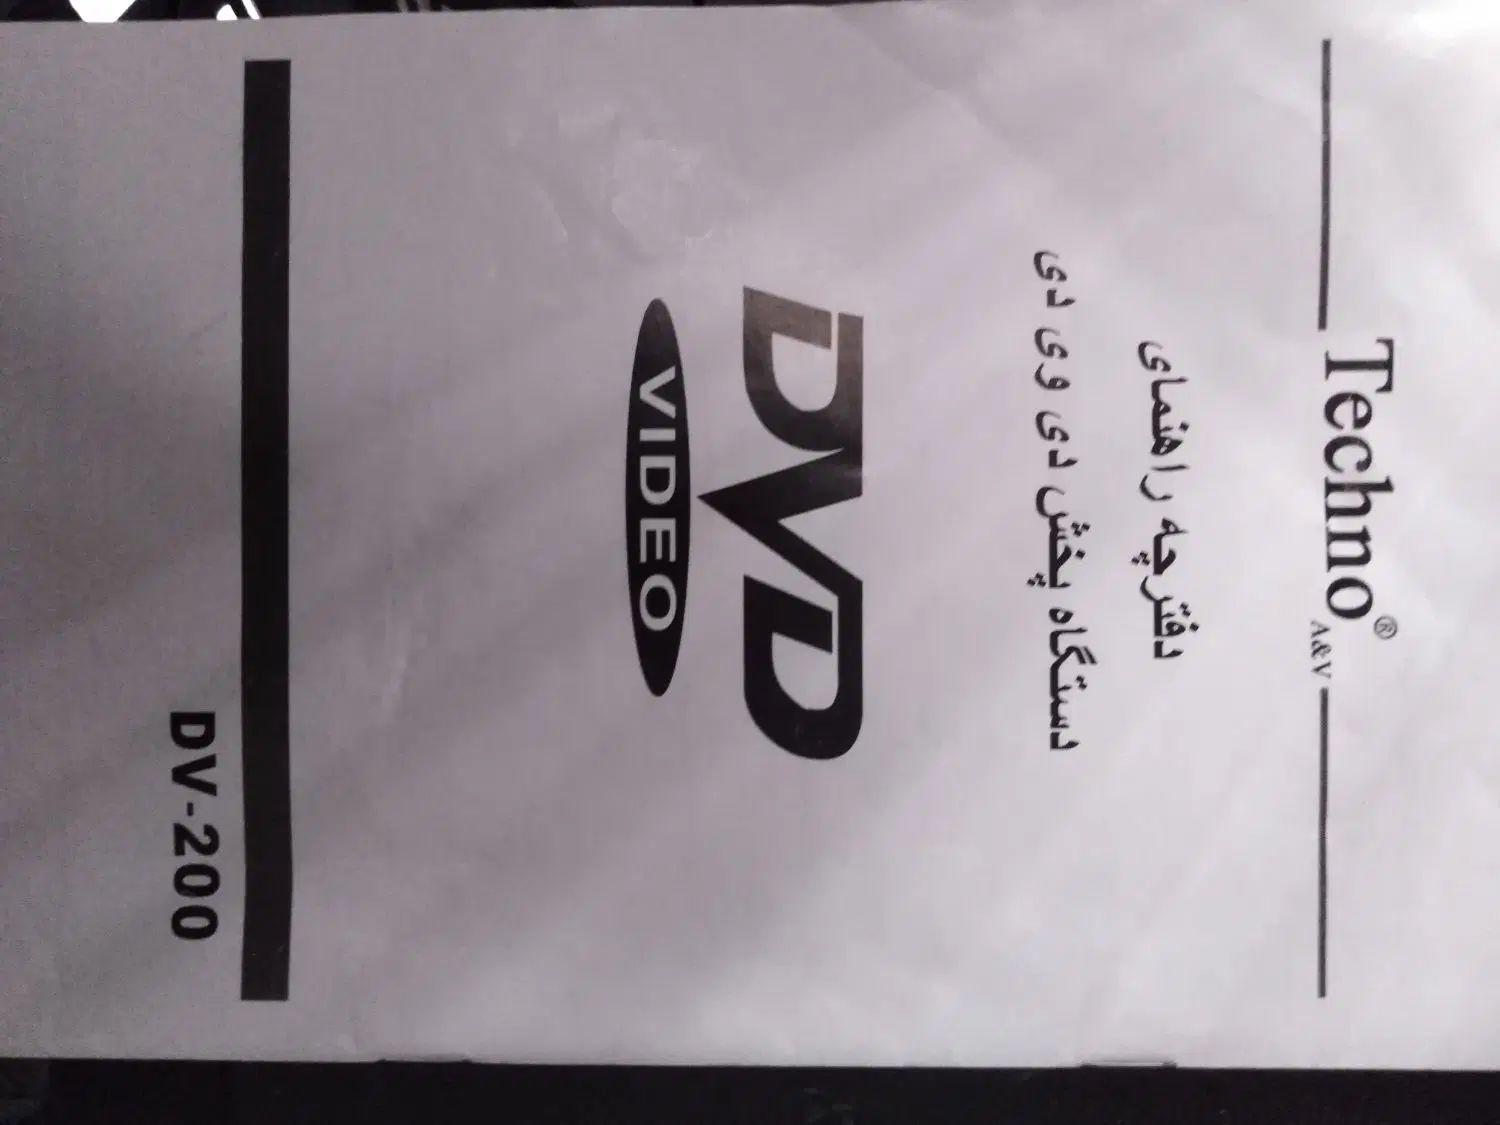 Techno®
A&V
دفترچه راهنمای
دستگاه پخش دی وی دی
DVD
VIDEO
DV-200